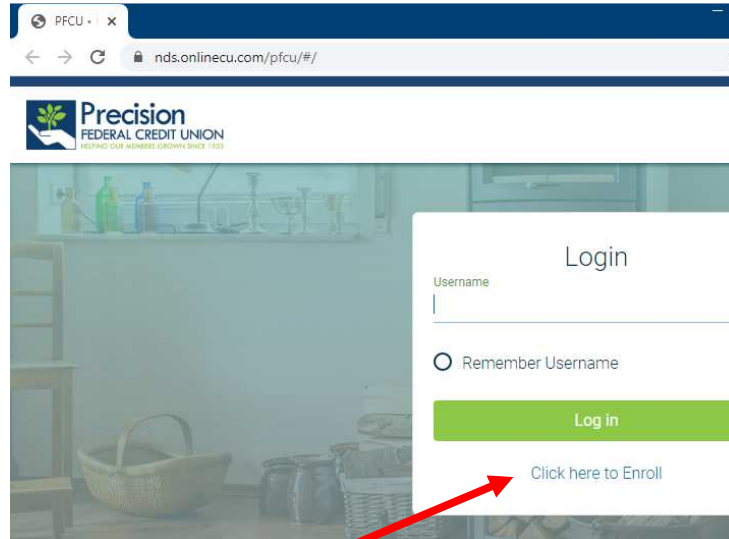 PFCU •
nds.onlinecu.com/pfcu/#/
Precision
FEDERAL CREDIT UNION
HELPING OUR MEMBERS GROWN SINCE 1933
Login
Username
Remember Username
Log in
Click here to Enroll